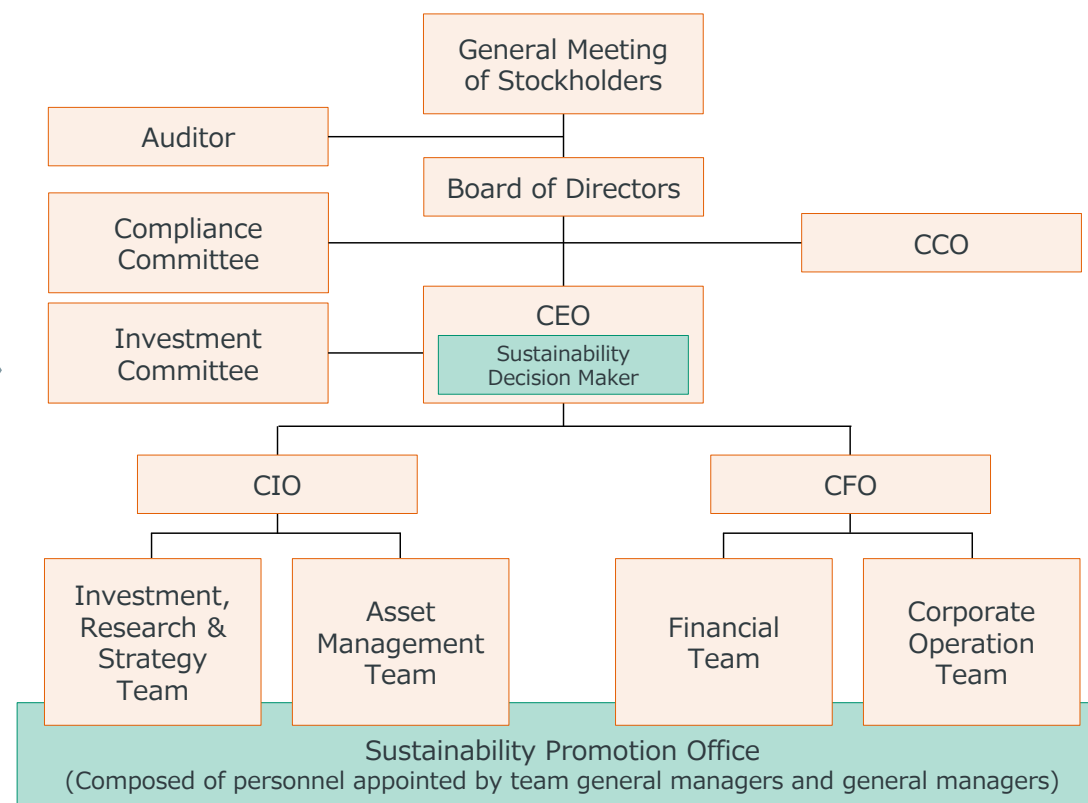 General Meeting
of Stockholders
Auditor
Board of Directors
Compliance
Committee
CCO
CEO
Investment
Committee
Sustainability
Decision Maker
CIO
CFO
Investment,
Research &
Strategy
Team
Asset
Management
Team
Financial
Team
Corporate
Operation
Team
Sustainability Promotion Office
(Composed of personnel appointed by team general managers and general managers)